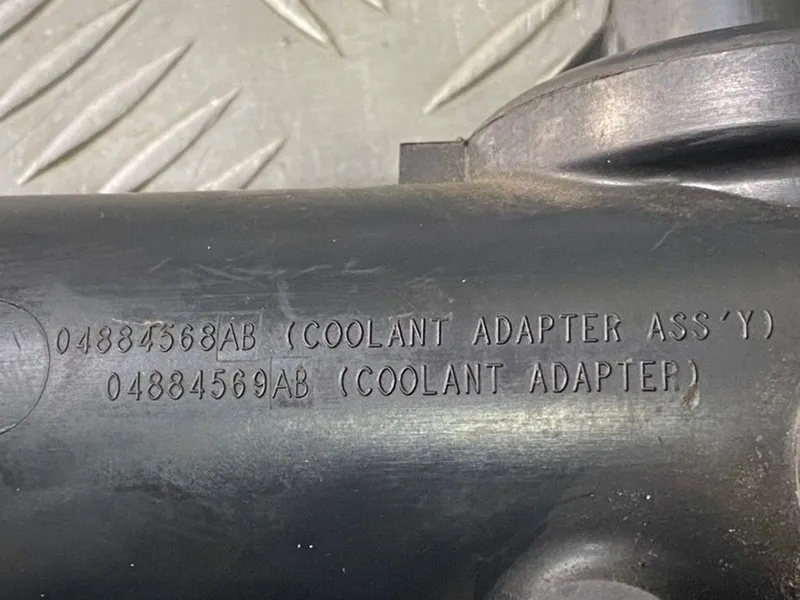 04884568AB (COOLANT ADAPTER ASS'Y)
04884569AB (COOLANT ADAPTER)